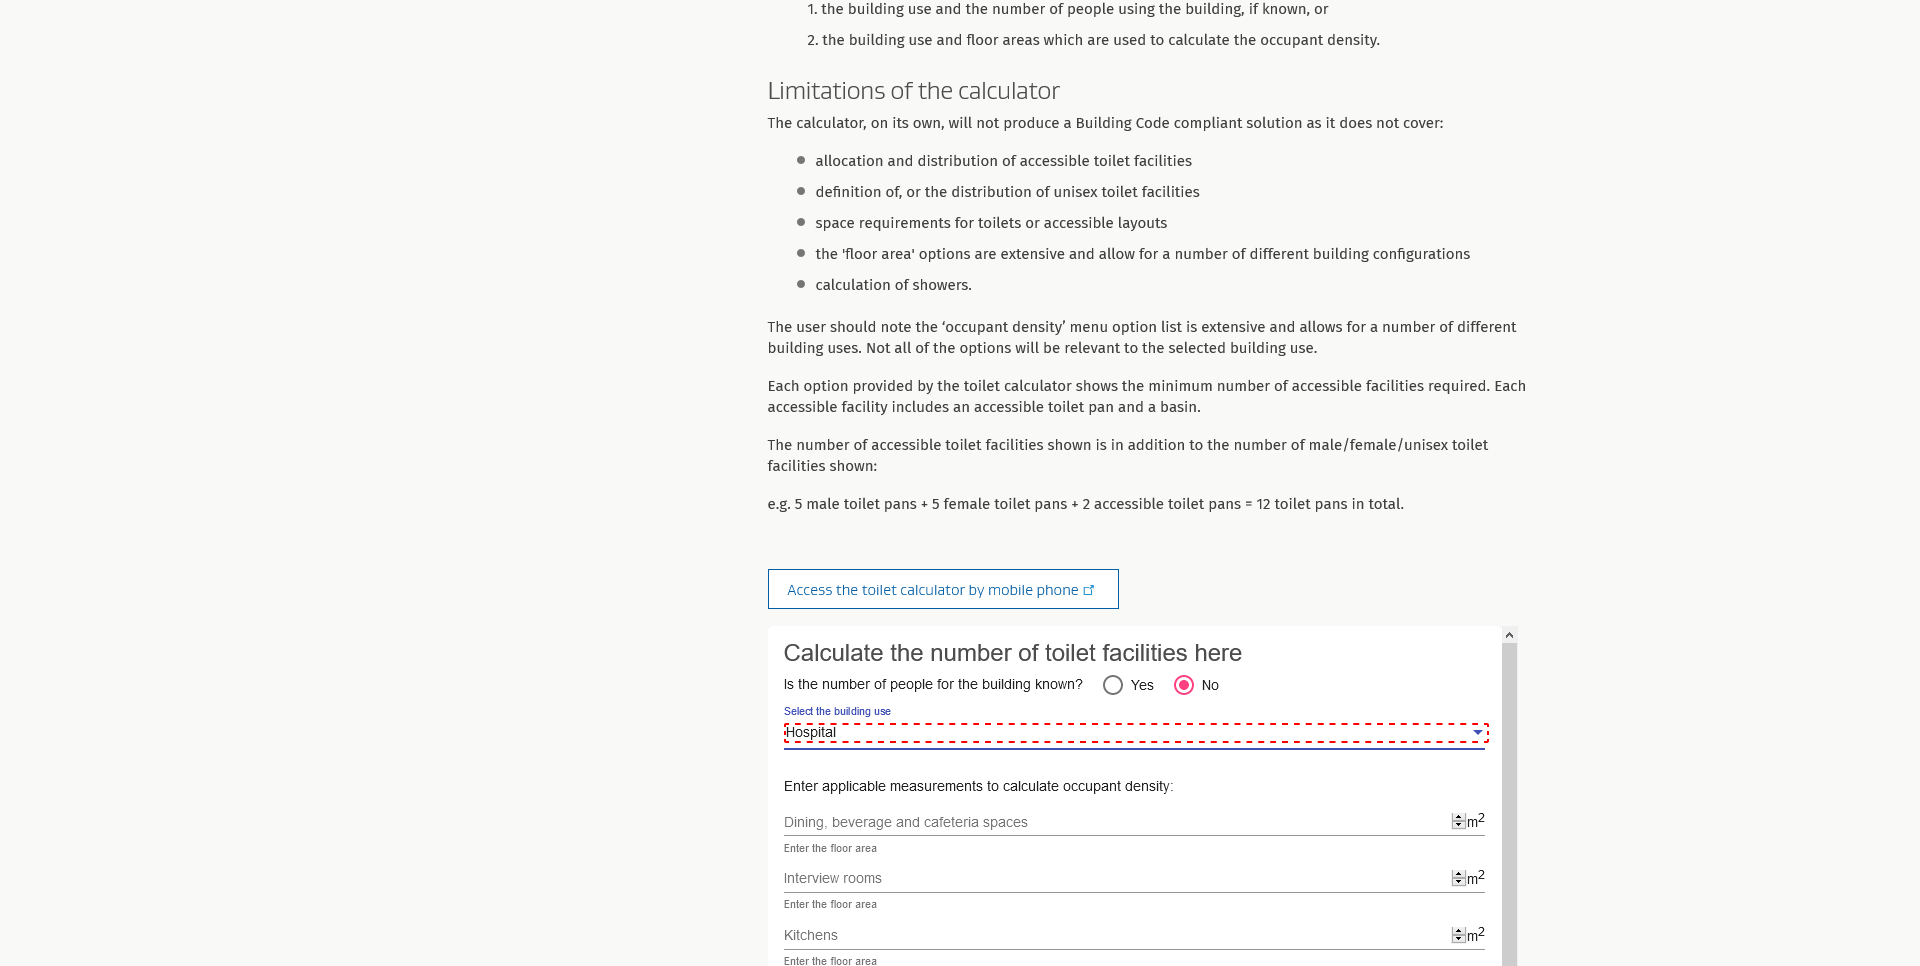 1. the building use and the number of people using the building, if known, or
2. the building use and floor areas which are used to calculate the occupant density.
Limitations of the calculator
The calculator, on its own, will not produce a Building Code compliant solution as it does not cover:
allocation and distribution of accessible toilet facilities
definition of, or the distribution of unisex toilet facilities
space requirements for toilets or accessible layouts
the 'floor area' options are extensive and allow for a number of different building configurations
calculation of showers.
The user should note the ‘occupant density’ menu option list is extensive and allows for a number of different
building uses. Not all of the options will be relevant to the selected building use.
Each option provided by the toilet calculator shows the minimum number of accessible facilities required. Each
accessible facility includes an accessible toilet pan and a basin.
The number of accessible toilet facilities shown is in addition to the number of male/female/unisex toilet
facilities shown:
e.g. 5 male toilet pans + 5 female toilet pans + 2 accessible toilet pans = 12 toilet pans in total.
Access the toilet calculator by mobile phone
Calculate the number of toilet facilities here
Is the number of people for the building known? Yes No
Select the building use
Hospital
Enter applicable measurements to calculate occupant density:
Dining, beverage and cafeteria spaces m2
Enter the floor area
Interview rooms m2
Enter the floor area
Kitchens m2
Enter the floor area